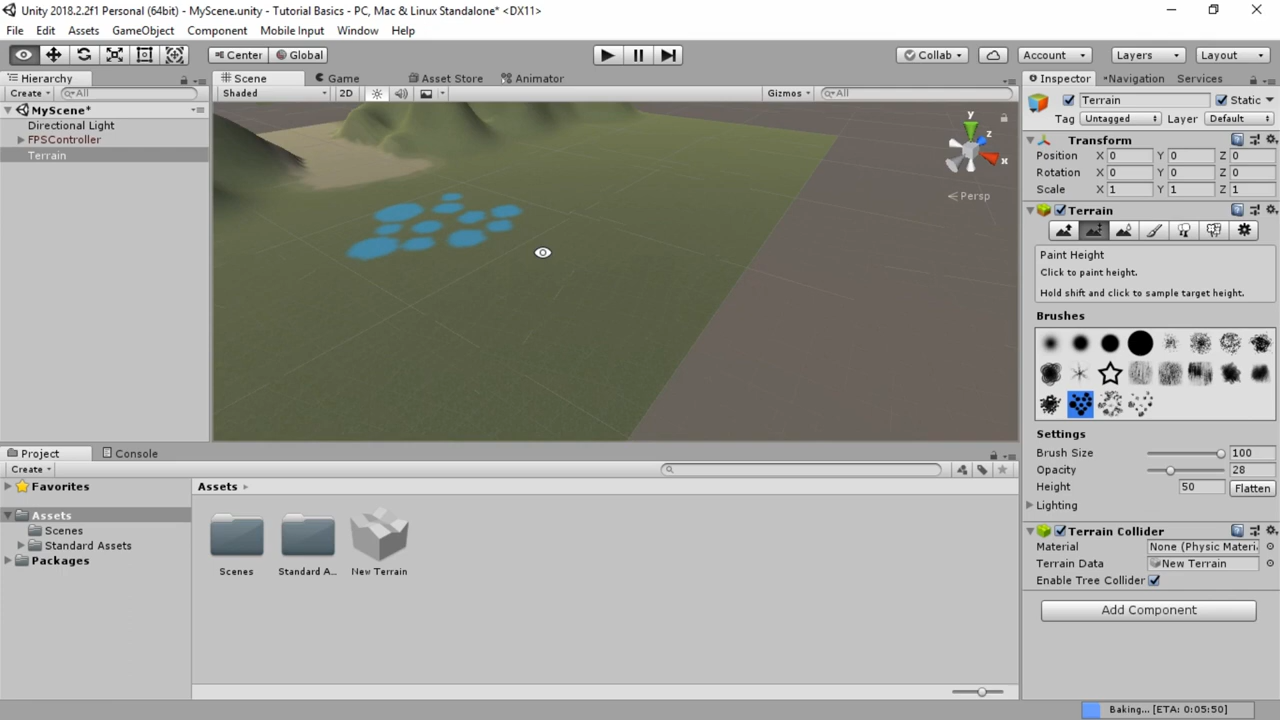 Unity 2018.2.2f1 Personal (64bit) - MyScene.unity - Tutorial Basics - PC, Mac & Linux Standalone* <DX11>
File Edit Assets GameObject Component Mobile Input Window Help
Center Global Collab Account Layers Layout
Hierarchy
Create All
MyScene*
Directional Light
FPSController
Terrain
Scene Game Asset Store Animator
Shaded 2D Gizmos All
y
z
x
Persp
Project Console
Create
Favorites
Assets
Scenes
Standard Assets
Packages
Assets
Scenes Standard A... New Terrain
Inspector Navigation Services
Terrain Static
Tag Untagged Layer Default
Transform
Position X 0 Y 0 Z 0
Rotation X 0 Y 0 Z 0
Scale X 1 Y 1 Z 1
Terrain
Paint Height
Click to paint height.
Hold shift and click to sample target height.
Brushes
Settings
Brush Size 100
Opacity 28
Height 50 Flatten
Lighting
Terrain Collider
Material None (Physic Materi
Terrain Data New Terrain
Enable Tree Collider
Add Component
Baking... [ETA: 0:05:50]